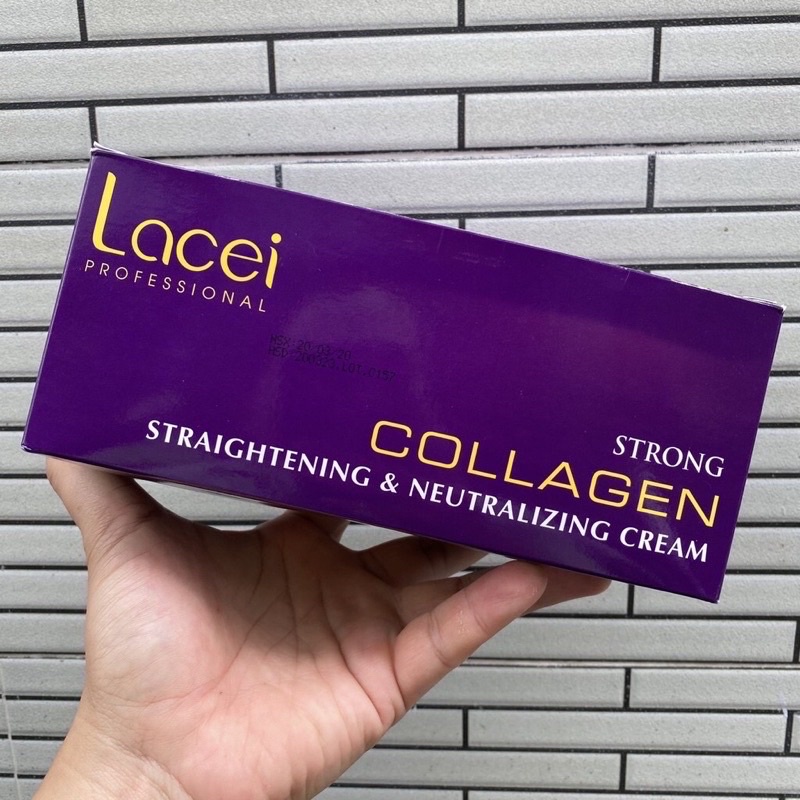 Lacei
PROFESSIONAL
STRONG
COLLAGEN
STRAIGHTENING & NEUTRALIZING CREAM